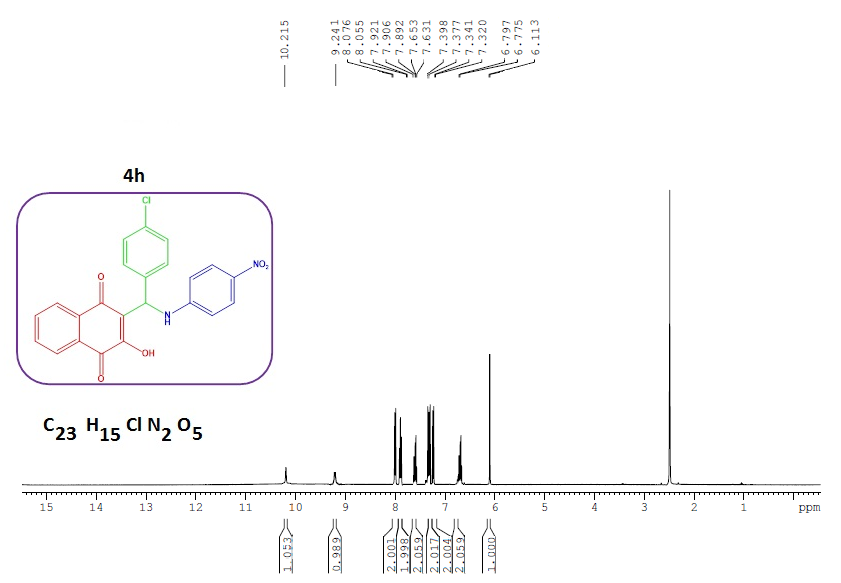 10.215
9.241
8.076
8.055
7.921
7.906
7.892
7.653
7.631
7.398
7.377
7.341
7.320
6.797
6.775
6.113
4h
Cl
NO2
O
N
H
OH
O
C23 H15 Cl N2 O5
15 14 13 12 11 10 9 8 7 6 5 4 3 2 1 ppm
1.053
0.989
2.001
1.998
2.059
2.017
2.004
2.059
1.000